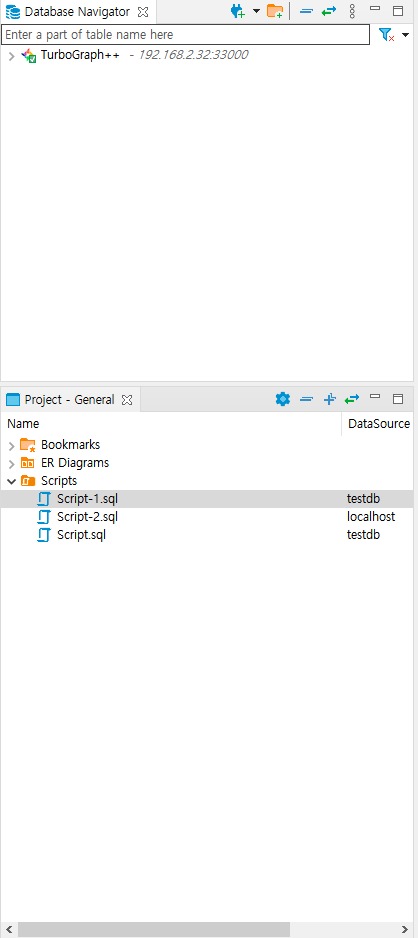 Database Navigator
Enter a part of table name here
TurboGraph++ - 192.168.2.32:33000
Project - General
Name DataSource
Bookmarks
ER Diagrams
Scripts
Script-1.sql testdb
Script-2.sql localhost
Script.sql testdb